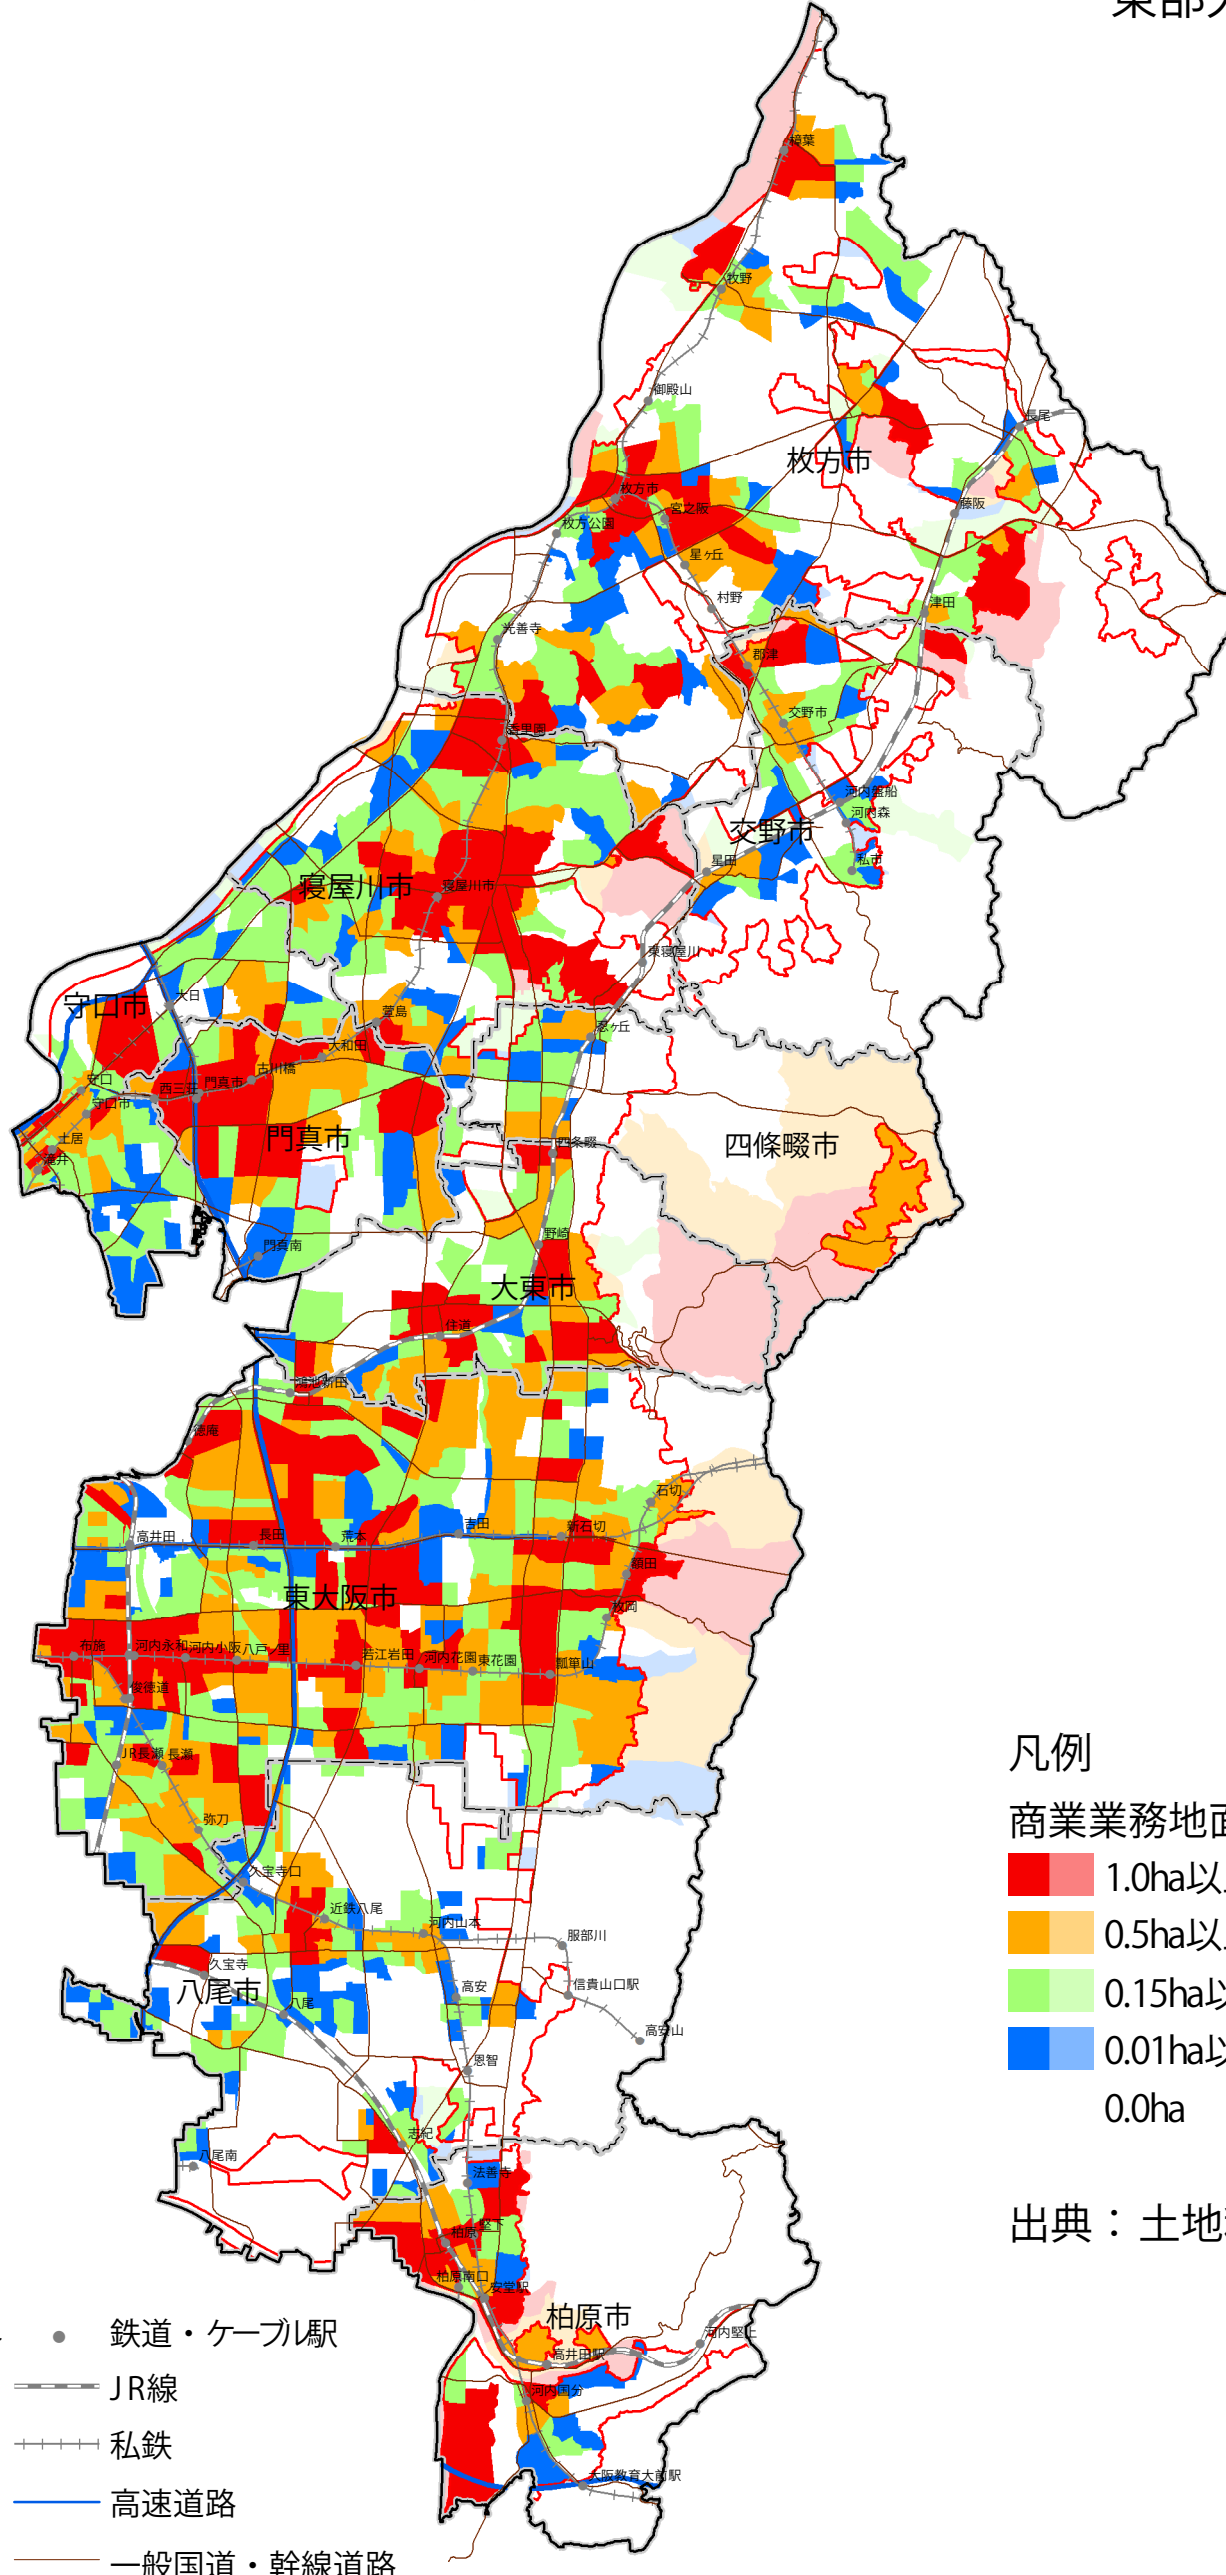 東部大
樟葉
牧野
御殿山
長尾
枚方市
枚方市
宮之阪
藤阪
枚方公園
星ヶ丘
村野
津田
光善寺
郡津
交野市
香里園
河内磐船
河内森
交野市
星田
私市
寝屋川市
寝屋川市
東寝屋川
守口市
大日
萱島
忍ヶ丘
大和田
古川橋
門真市
西三荘
守口
守口市
門真市
土居
滝井
四条畷
四條畷市
野崎
門真南
大東市
住道
鴻池新田
徳庵
石切
吉田
新石切
高井田
長田
荒本
額田
東大阪市
枚岡
布施
河内永和
河内小阪
八戸ノ里
若江岩田
河内花園
東花園
瓢箪山
俊徳道
JR長瀬
長瀬
弥刀
久宝寺口
近鉄八尾
河内山本
服部川
久宝寺
八尾市
高安
信貴山口駅
八尾
高安山
恩智
志紀
八尾南
法善寺
堅下
柏原
柏原南口
安堂駅
柏原市
高井田駅
河内堅上
河内国分
大阪教育大前駅
凡例
商業業務地面
1.0ha以上
0.5ha以上
0.15ha以
0.01ha以
0.0ha
出典：土地利
鉄道・ケーブル駅
JR線
私鉄
高速道路
一般国道・幹線道路